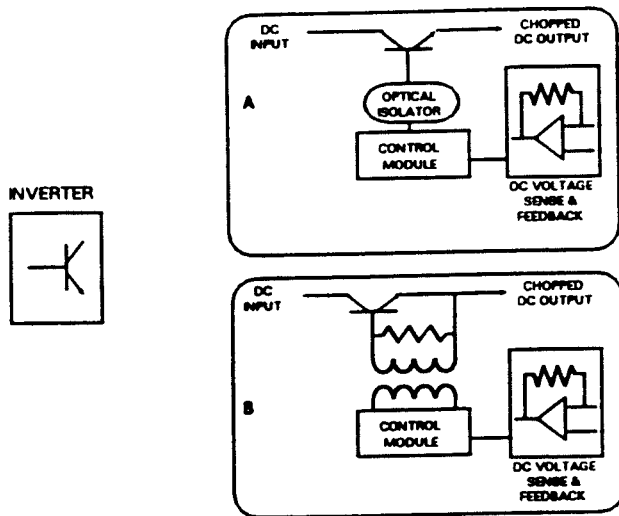 INVERTER
A
DC
INPUT
CHOPPED
DC OUTPUT
OPTICAL
ISOLATOR
CONTROL
MODULE
DC VOLTAGE
SENSE &
FEEDBACK
B
DC
INPUT
CHOPPED
DC OUTPUT
CONTROL
MODULE
DC VOLTAGE
SENSE &
FEEDBACK